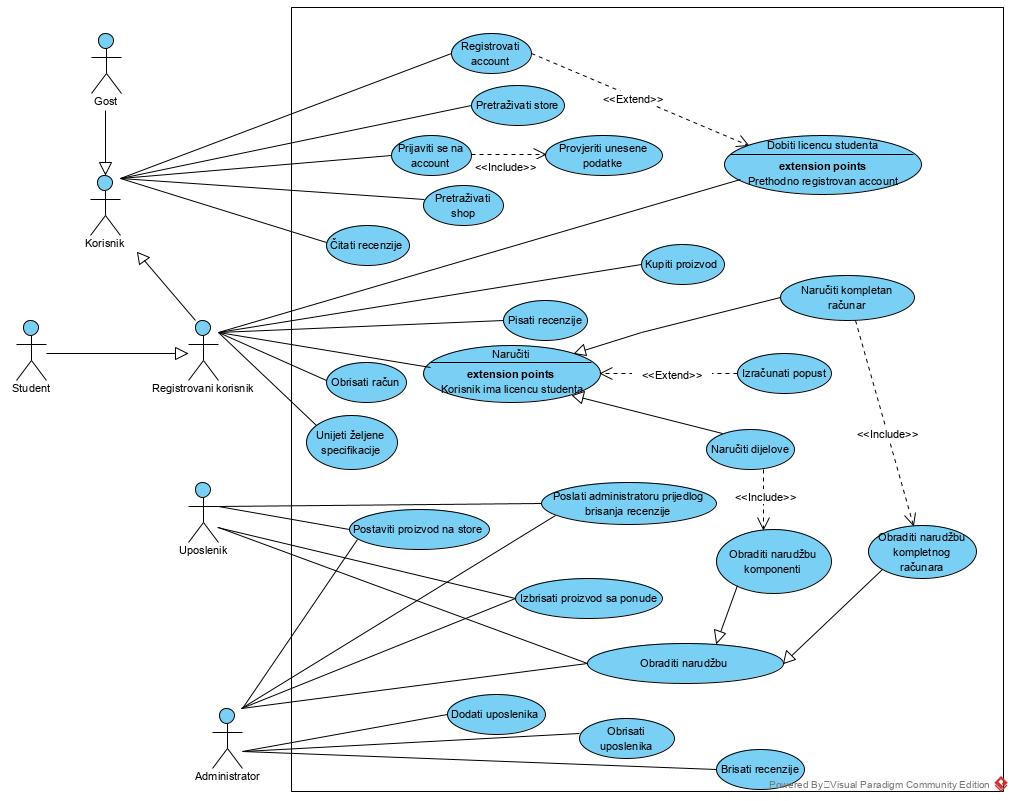 Gost
Registrovati
account
<<Extend>>
Pretraživati store
Prijaviti se na
account
<<Include>>
Provjeriti unesene
podatke
Dobiti licencu studenta
extension points
Prethodno registrovan account
Korisnik
Pretraživati
shop
Čitati recenzije
Kupiti proizvod
Naručiti kompletan
računar
Pisati recenzije
Student
Registrovani korisnik
Naručiti
extension points
Korisnik ima licencu studenta
<<Extend>>
Izračunati popust
Obrisati račun
Unijeti željene
specifikacije
Naručiti dijelove
<<Include>>
<<Include>>
Uposlenik
Poslati administratoru prijedlog
brisanja recenzije
Postaviti proizvod na store
Obraditi narudžbu
komponenti
Obraditi narudžbu
kompletnog
računara
Izbrisati proizvod sa ponude
Obraditi narudžbu
Administrator
Dodati uposlenika
Obrisati
uposlenika
Brisati recenzije
Powered By Visual Paradigm Community Edition